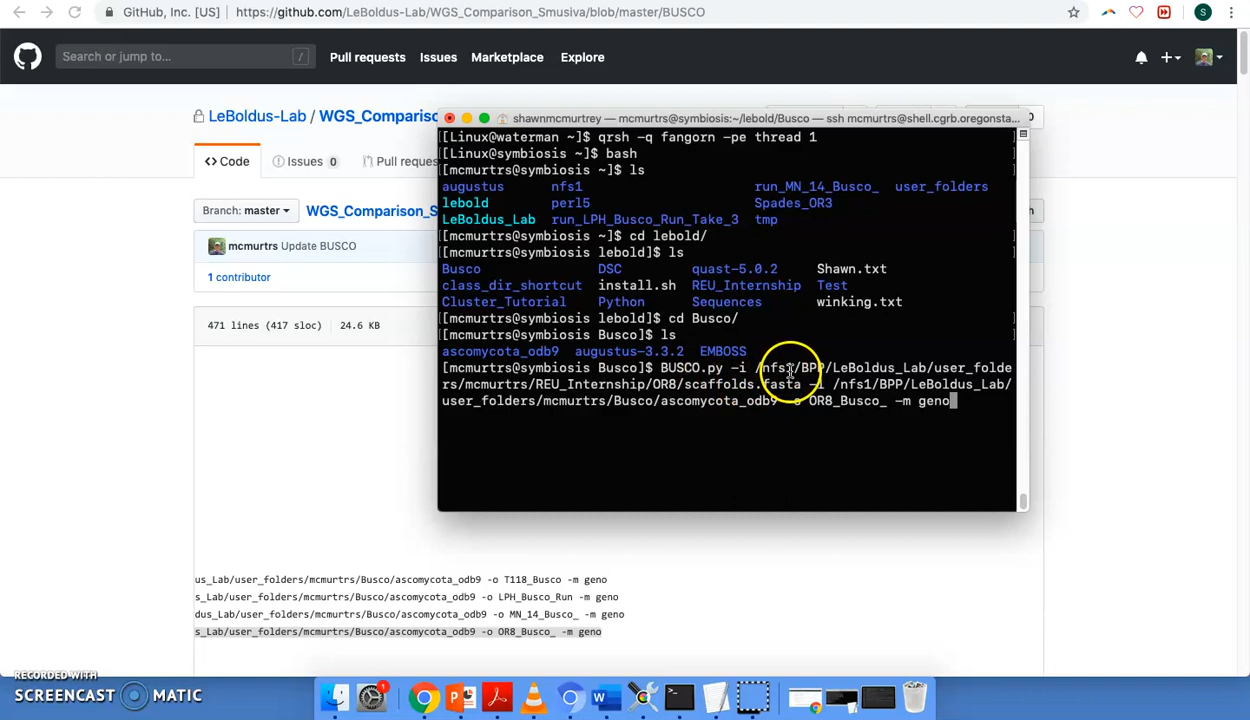 GitHub, Inc. [US] https://github.com/LeBoldus-Lab/WGS_Comparison_Smusiva/blob/master/BUSCO S
Search or jump to... / Pull requests Issues Marketplace Explore
LeBoldus-Lab / WGS_Compariso
Code Issues 0 Pull reques
Branch: master WGS_Comparison_S
mcmurtrs Update BUSCO
1 contributor
471 lines (417 sloc) 24.6 KB
shawnmcmurtrey — mcmurtrs@symbiosis:~/lebold/Busco — ssh mcmurtrs@shell.cgrb.oregonsta...
[[Linux@waterman ~]$ qrsh -q fangorn -pe thread 1 ]
[[Linux@symbiosis ~]$ bash ]
[[mcmurtrs@symbiosis ~]$ ls ]
augustus nfs1 run_MN_14_Busco_ user_folders
lebold perl5 Spades_OR3
LeBoldus_Lab run_LPH_Busco_Run_Take_3 tmp
[[mcmurtrs@symbiosis ~]$ cd lebold/ ]
[[mcmurtrs@symbiosis lebold]$ ls ]
Busco DSC quast-5.0.2 Shawn.txt
class_dir_shortcut install.sh REU_Internship Test
Cluster_Tutorial Python Sequences winking.txt
[[mcmurtrs@symbiosis lebold]$ cd Busco/ ]
[[mcmurtrs@symbiosis Busco]$ ls ]
ascomycota_odb9 augustus-3.3.2 EMBOSS
[mcmurtrs@symbiosis Busco]$ BUSCO.py -i /nfs1/BPP/LeBoldus_Lab/user_folde
rs/mcmurtrs/REU_Internship/OR8/scaffolds.fasta -l /nfs1/BPP/LeBoldus_Lab/
user_folders/mcmurtrs/Busco/ascomycota_odb9 -o OR8_Busco_ -m geno
us_Lab/user_folders/mcmurtrs/Busco/ascomycota_odb9 -o T118_Busco -m geno
s_Lab/user_folders/mcmurtrs/Busco/ascomycota_odb9 -o LPH_Busco_Run -m geno
dus_Lab/user_folders/mcmurtrs/Busco/ascomycota_odb9 -o MN_14_Busco_ -m geno
s_Lab/user_folders/mcmurtrs/Busco/ascomycota_odb9 -o OR8_Busco_ -m geno
RECORDED WITH
SCREENCAST MATIC
1